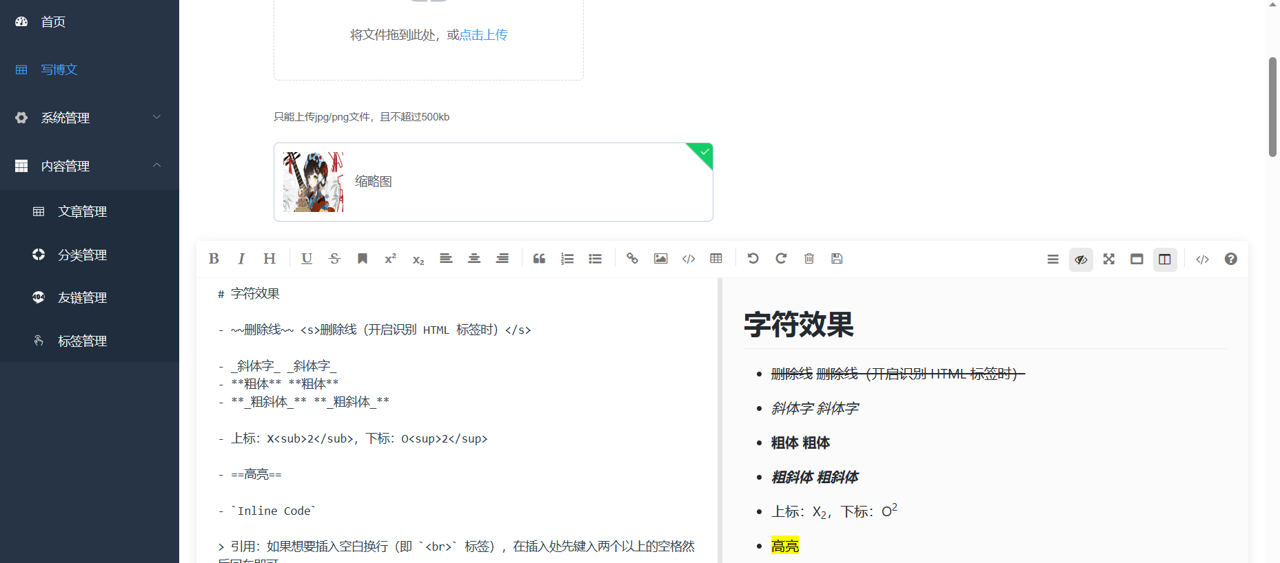 首页
写博文
系统管理
内容管理
文章管理
分类管理
404
友链管理
标签管理
将文件拖到此处，或点击上传
只能上传jpg/png文件，且不超过500kb
缩略图
B I H U S x² x₂
# 字符效果
- ~~删除线~~ <s>删除线（开启识别 HTML 标签时）</s>
- _斜体字_ _斜体字_
- **粗体** **粗体**
- **_粗斜体_** **_粗斜体_**
- 上标：X<sub>2</sub>，下标：O<sup>2</sup>
- ==高亮==
- `Inline Code`
> 引用：如果想要插入空白换行（即 `<br>` 标签），在插入处先键入两个以上的空格然
后回车即可
字符效果
删除线 删除线（开启识别 HTML 标签时）
斜体字 斜体字
粗体 粗体
粗斜体 粗斜体
上标：X₂，下标：O²
高亮